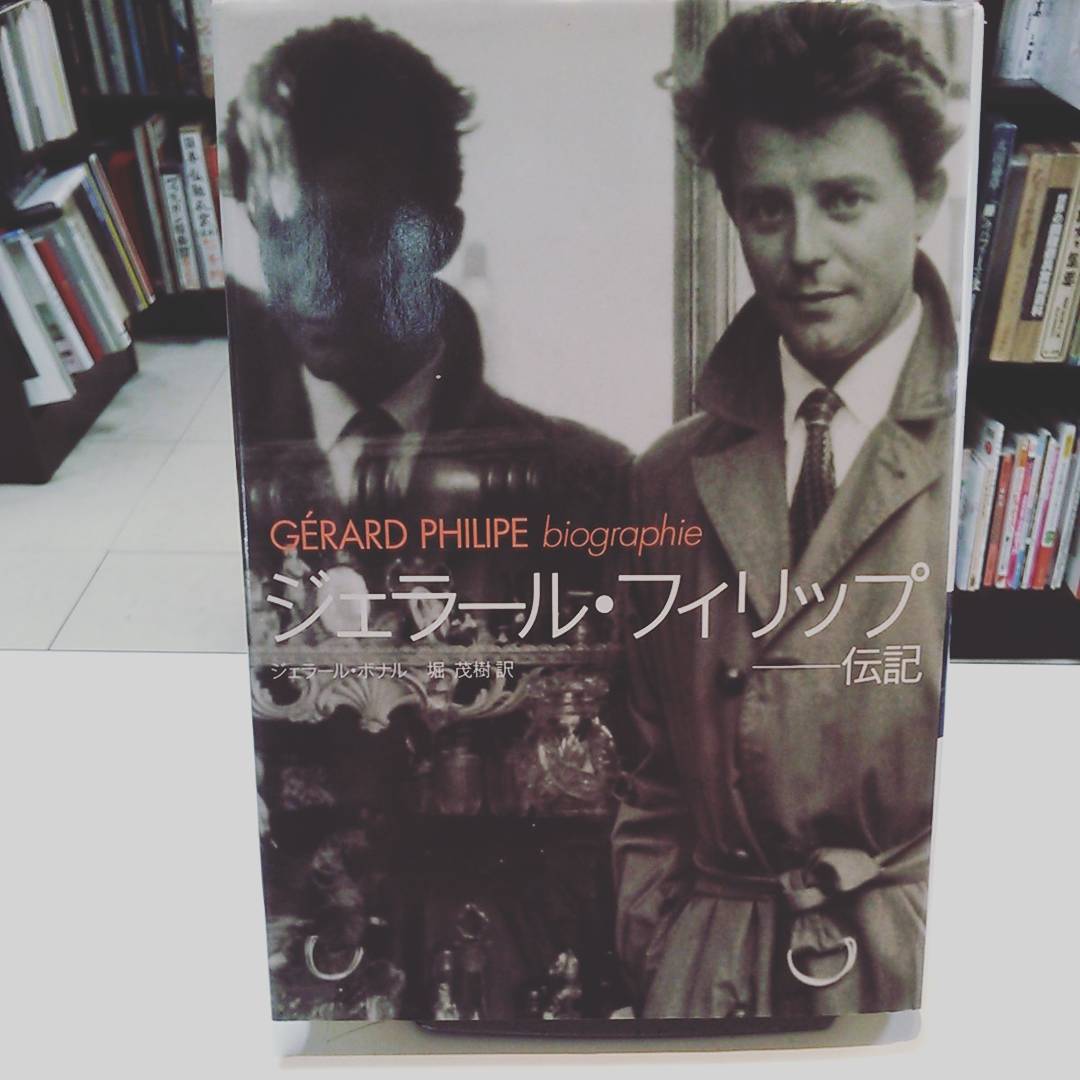 GÉRARD PHILIPE biographie
ジェラール・フィリップ
──伝記
ジェラール・ボナル 堀 茂樹 訳